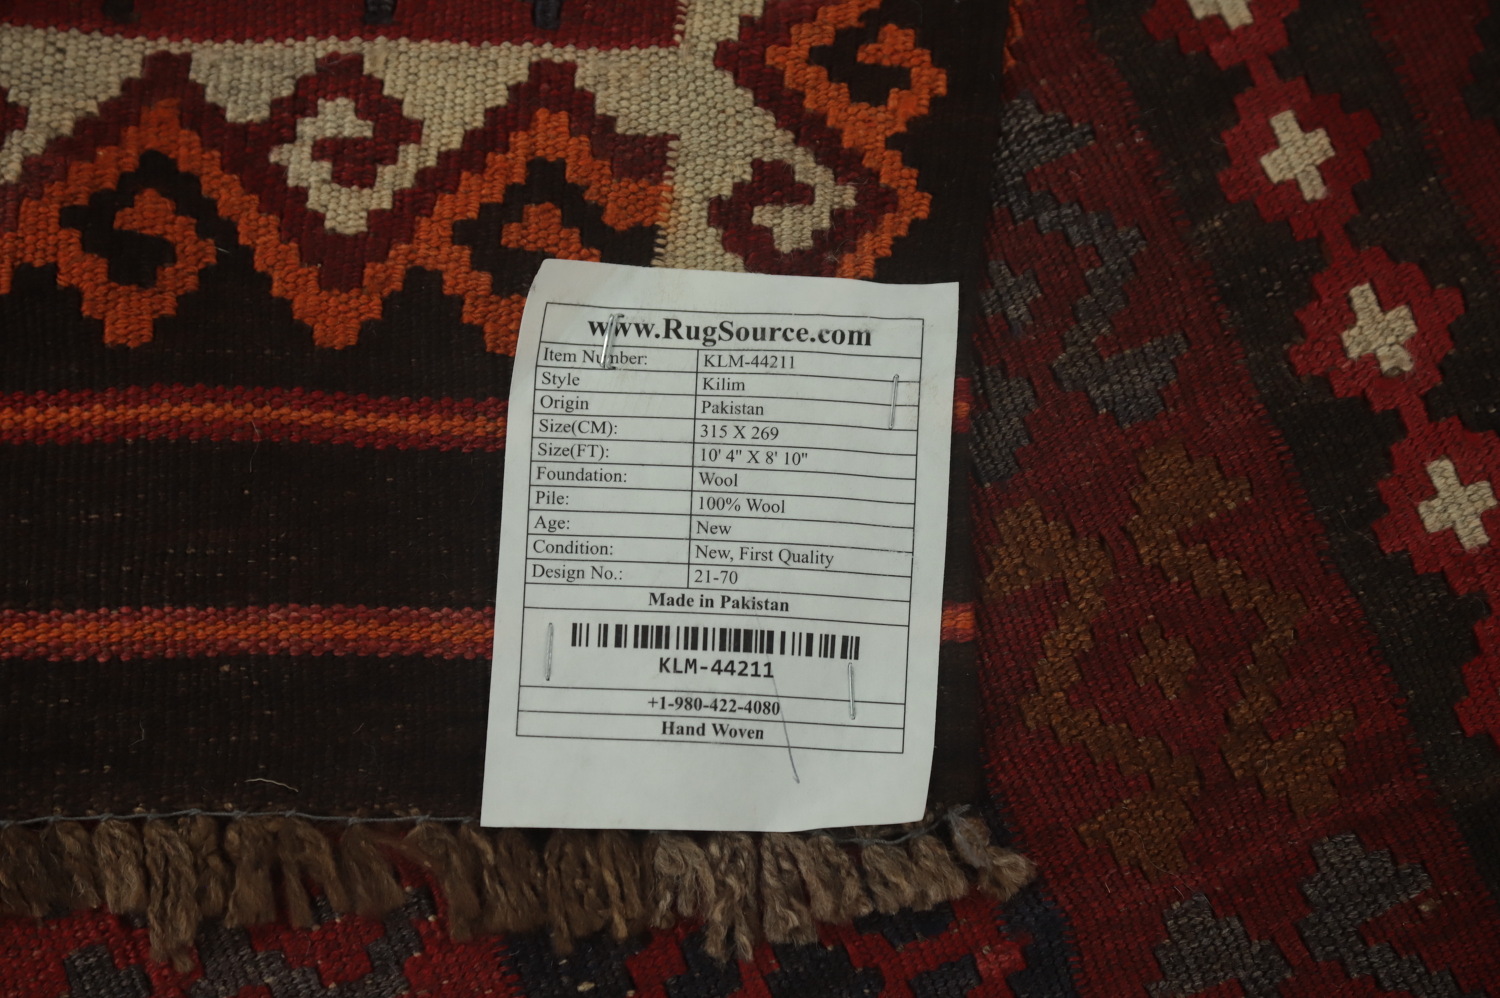 www.RugSource.com
Item Number: KLM-44211
Style Kilim
Origin Pakistan
Size(CM): 315 X 269
Size(FT): 10' 4" X 8' 10"
Foundation: Wool
Pile: 100% Wool
Age: New
Condition: New, First Quality
Design No.: 21-70
Made in Pakistan
KLM-44211
+1-980-422-4080
Hand Woven